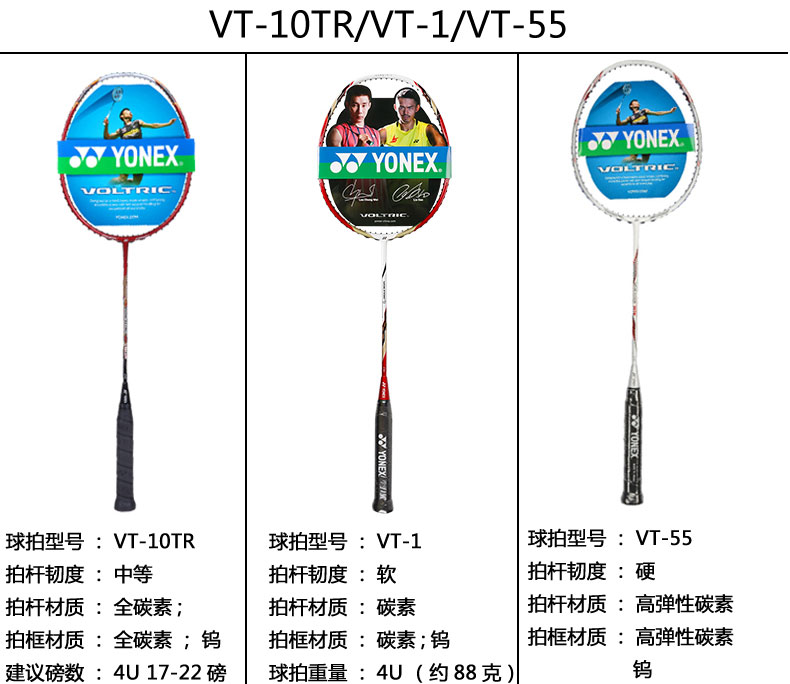 VT-10TR/VT-1/VT-55
YONEX
VOLTRIC
球拍型号 : VT-10TR
拍杆韧度 : 中等
拍杆材质 : 全碳素 ;
拍框材质 : 全碳素 ; 钨
建议磅数 : 4U 17-22 磅
YONEX
VOLTRIC
YONEX
球拍型号 : VT-1
拍杆韧度 : 软
拍杆材质 : 碳素
拍框材质 : 碳素 ; 钨
球拍重量 : 4U ( 约 88 克 )
YONEX
VOLTRIC
YONEX
球拍型号 : VT-55
拍杆韧度 : 硬
拍杆材质 : 高弹性碳素
拍框材质 : 高弹性碳素
钨